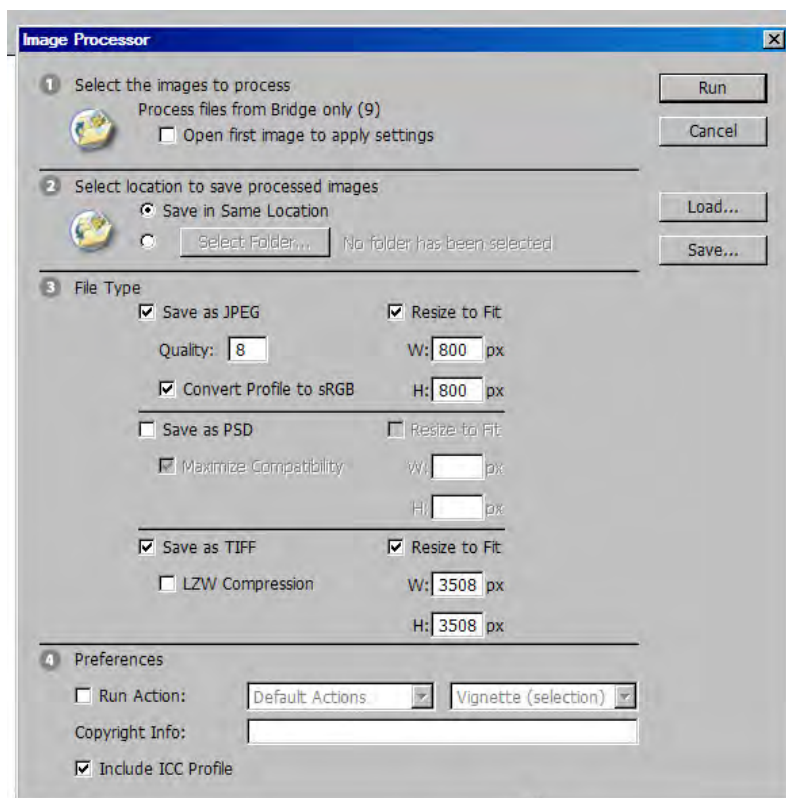 Image Processor
1 Select the images to process
Process files from Bridge only (9)
Open first image to apply settings
Run
Cancel
2 Select location to save processed images
Save in Same Location
Select Folder... No folder has been selected
Load...
Save...
3 File Type
Save as JPEG Resize to Fit
Quality: 8 W: 800 px
Convert Profile to sRGB H: 800 px
Save as PSD Resize to Fit
Maximize Compatibility W: px
H: px
Save as TIFF Resize to Fit
LZW Compression W: 3508 px
H: 3508 px
4 Preferences
Run Action: Default Actions Vignette (selection)
Copyright Info:
Include ICC Profile